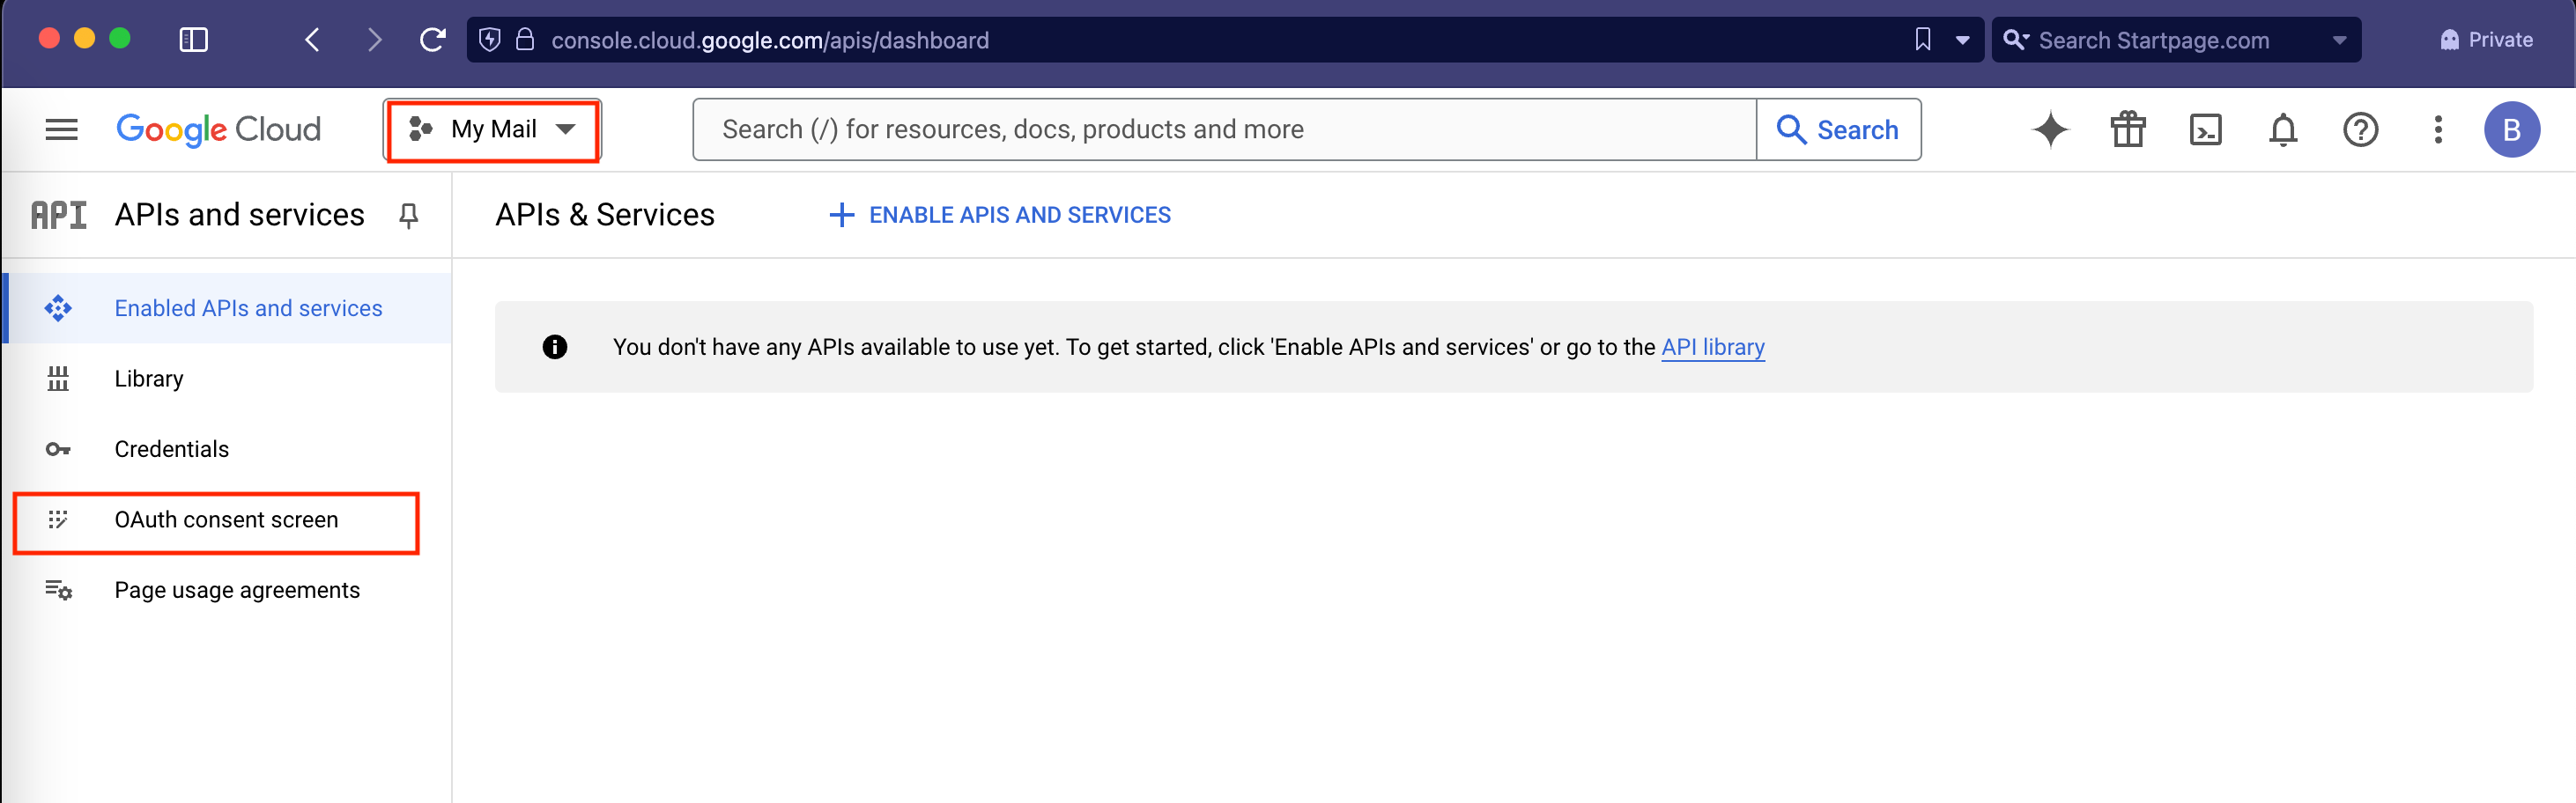 console.cloud.google.com/apis/dashboard
Search Startpage.com
Private
Google Cloud
My Mail
Search (/) for resources, docs, products and more
Search
B
API
APIs and services
APIs & Services
ENABLE APIS AND SERVICES
Enabled APIs and services
You don't have any APIs available to use yet. To get started, click 'Enable APIs and services' or go to the API library
Library
Credentials
OAuth consent screen
Page usage agreements